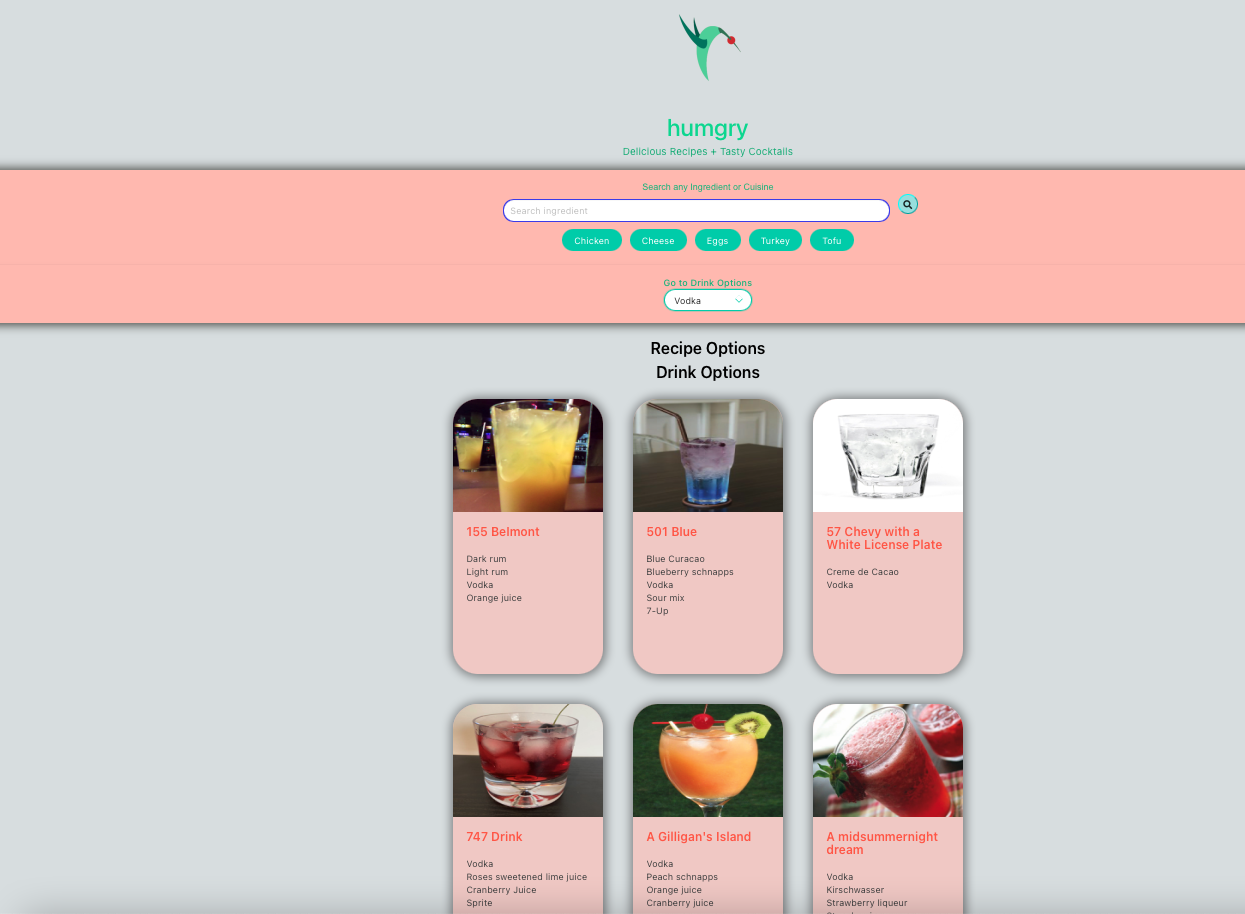 humgry
Delicious Recipes + Tasty Cocktails
Search any Ingredient or Cuisine
Search ingredient
Chicken Cheese Eggs Turkey Tofu
Go to Drink Options
Vodka
Recipe Options
Drink Options
155 Belmont
Dark rum
Light rum
Vodka
Orange juice
501 Blue
Blue Curacao
Blueberry schnapps
Vodka
Sour mix
7-Up
57 Chevy with a
White License Plate
Creme de Cacao
Vodka
747 Drink
Vodka
Roses sweetened lime juice
Cranberry Juice
Sprite
A Gilligan's Island
Vodka
Peach schnapps
Orange juice
Cranberry juice
A midsummernight
dream
Vodka
Kirschwasser
Strawberry liqueur